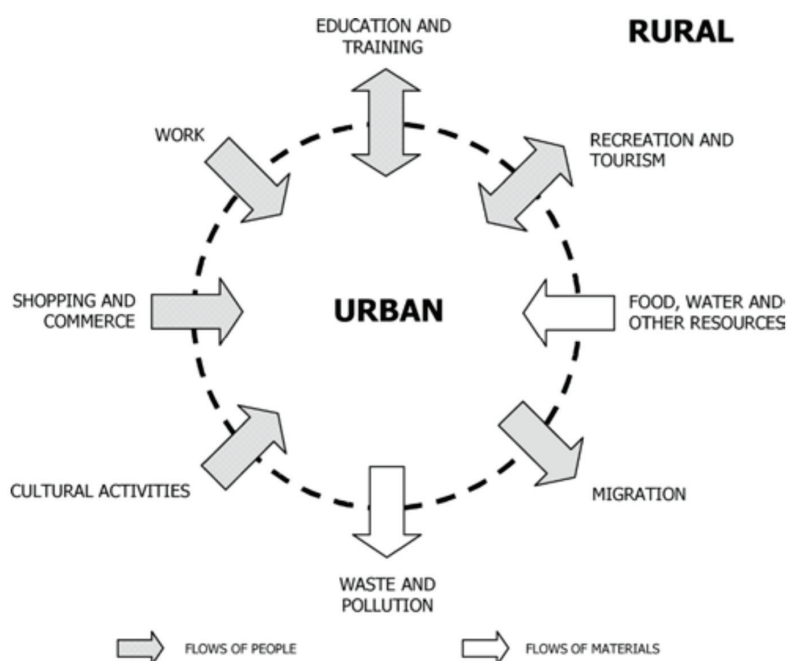 EDUCATION AND
TRAINING
RURAL
WORK
RECREATION AND
TOURISM
SHOPPING AND
COMMERCE
URBAN
FOOD, WATER AND
OTHER RESOURCES
CULTURAL ACTIVITIES
MIGRATION
WASTE AND
POLLUTION
FLOWS OF PEOPLE
FLOWS OF MATERIALS